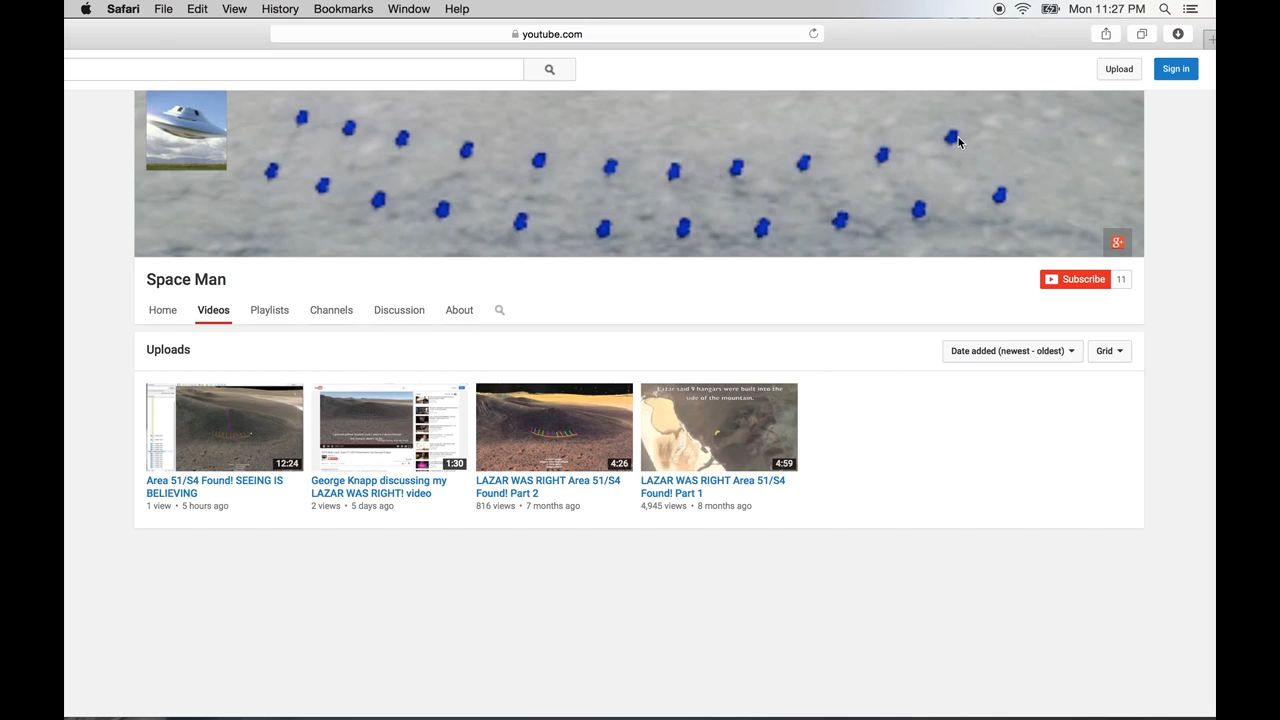 Safari File Edit View History Bookmarks Window Help Mon 11:27 PM
youtube.com
Upload Sign in
g+
Space Man
Subscribe 11
Home Videos Playlists Channels Discussion About
Uploads
Date added (newest - oldest) Grid
Lazar said 9 hangars were built into the
side of the mountain.
12:24
1:30
4:26
4:59
Area 51/S4 Found! SEEING IS
BELIEVING
1 view • 5 hours ago
George Knapp discussing my
LAZAR WAS RIGHT! video
2 views • 5 days ago
LAZAR WAS RIGHT Area 51/S4
Found! Part 2
816 views • 7 months ago
LAZAR WAS RIGHT Area 51/S4
Found! Part 1
4,945 views • 8 months ago